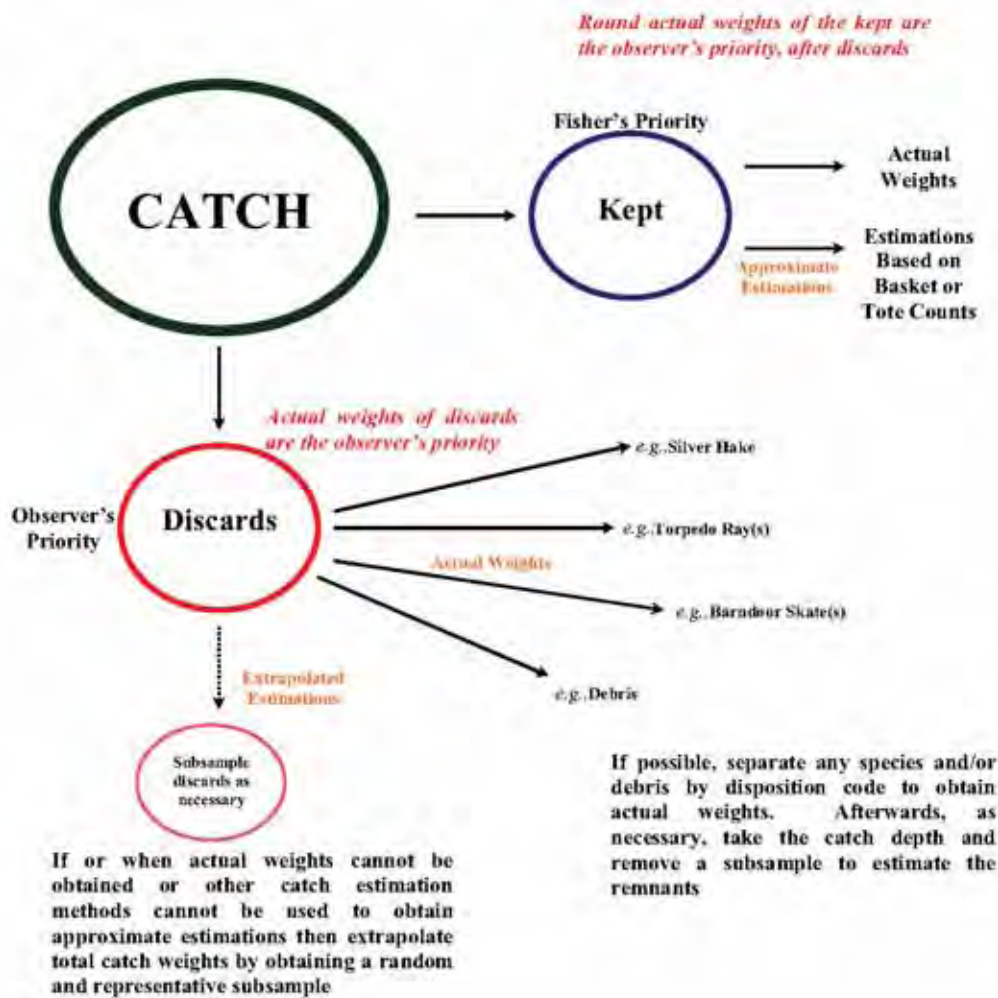 Round actual weights of the kept are
the observer's priority, after discards
Fisher's Priority
CATCH
Kept
Actual
Weights
Approximate
Estimations
Estimations
Based on
Basket or
Tote Counts
Actual weights of discards
are the observer's priority
Observer's
Priority
Discards
e.g.,Silver Hake
e.g.,Torpedo Ray(s)
Actual Weights
e.g.,Barndoor Skate(s)
e.g.,Debris
Extrapolated
Estimations
Subsample
discards as
necessary
If or when actual weights cannot be
obtained or other catch estimation
methods cannot be used to obtain
approximate estimations then extrapolate
total catch weights by obtaining a random
and representative subsample
If possible, separate any species and/or
debris by disposition code to obtain
actual weights. Afterwards, as
necessary, take the catch depth and
remove a subsample to estimate the
remnants